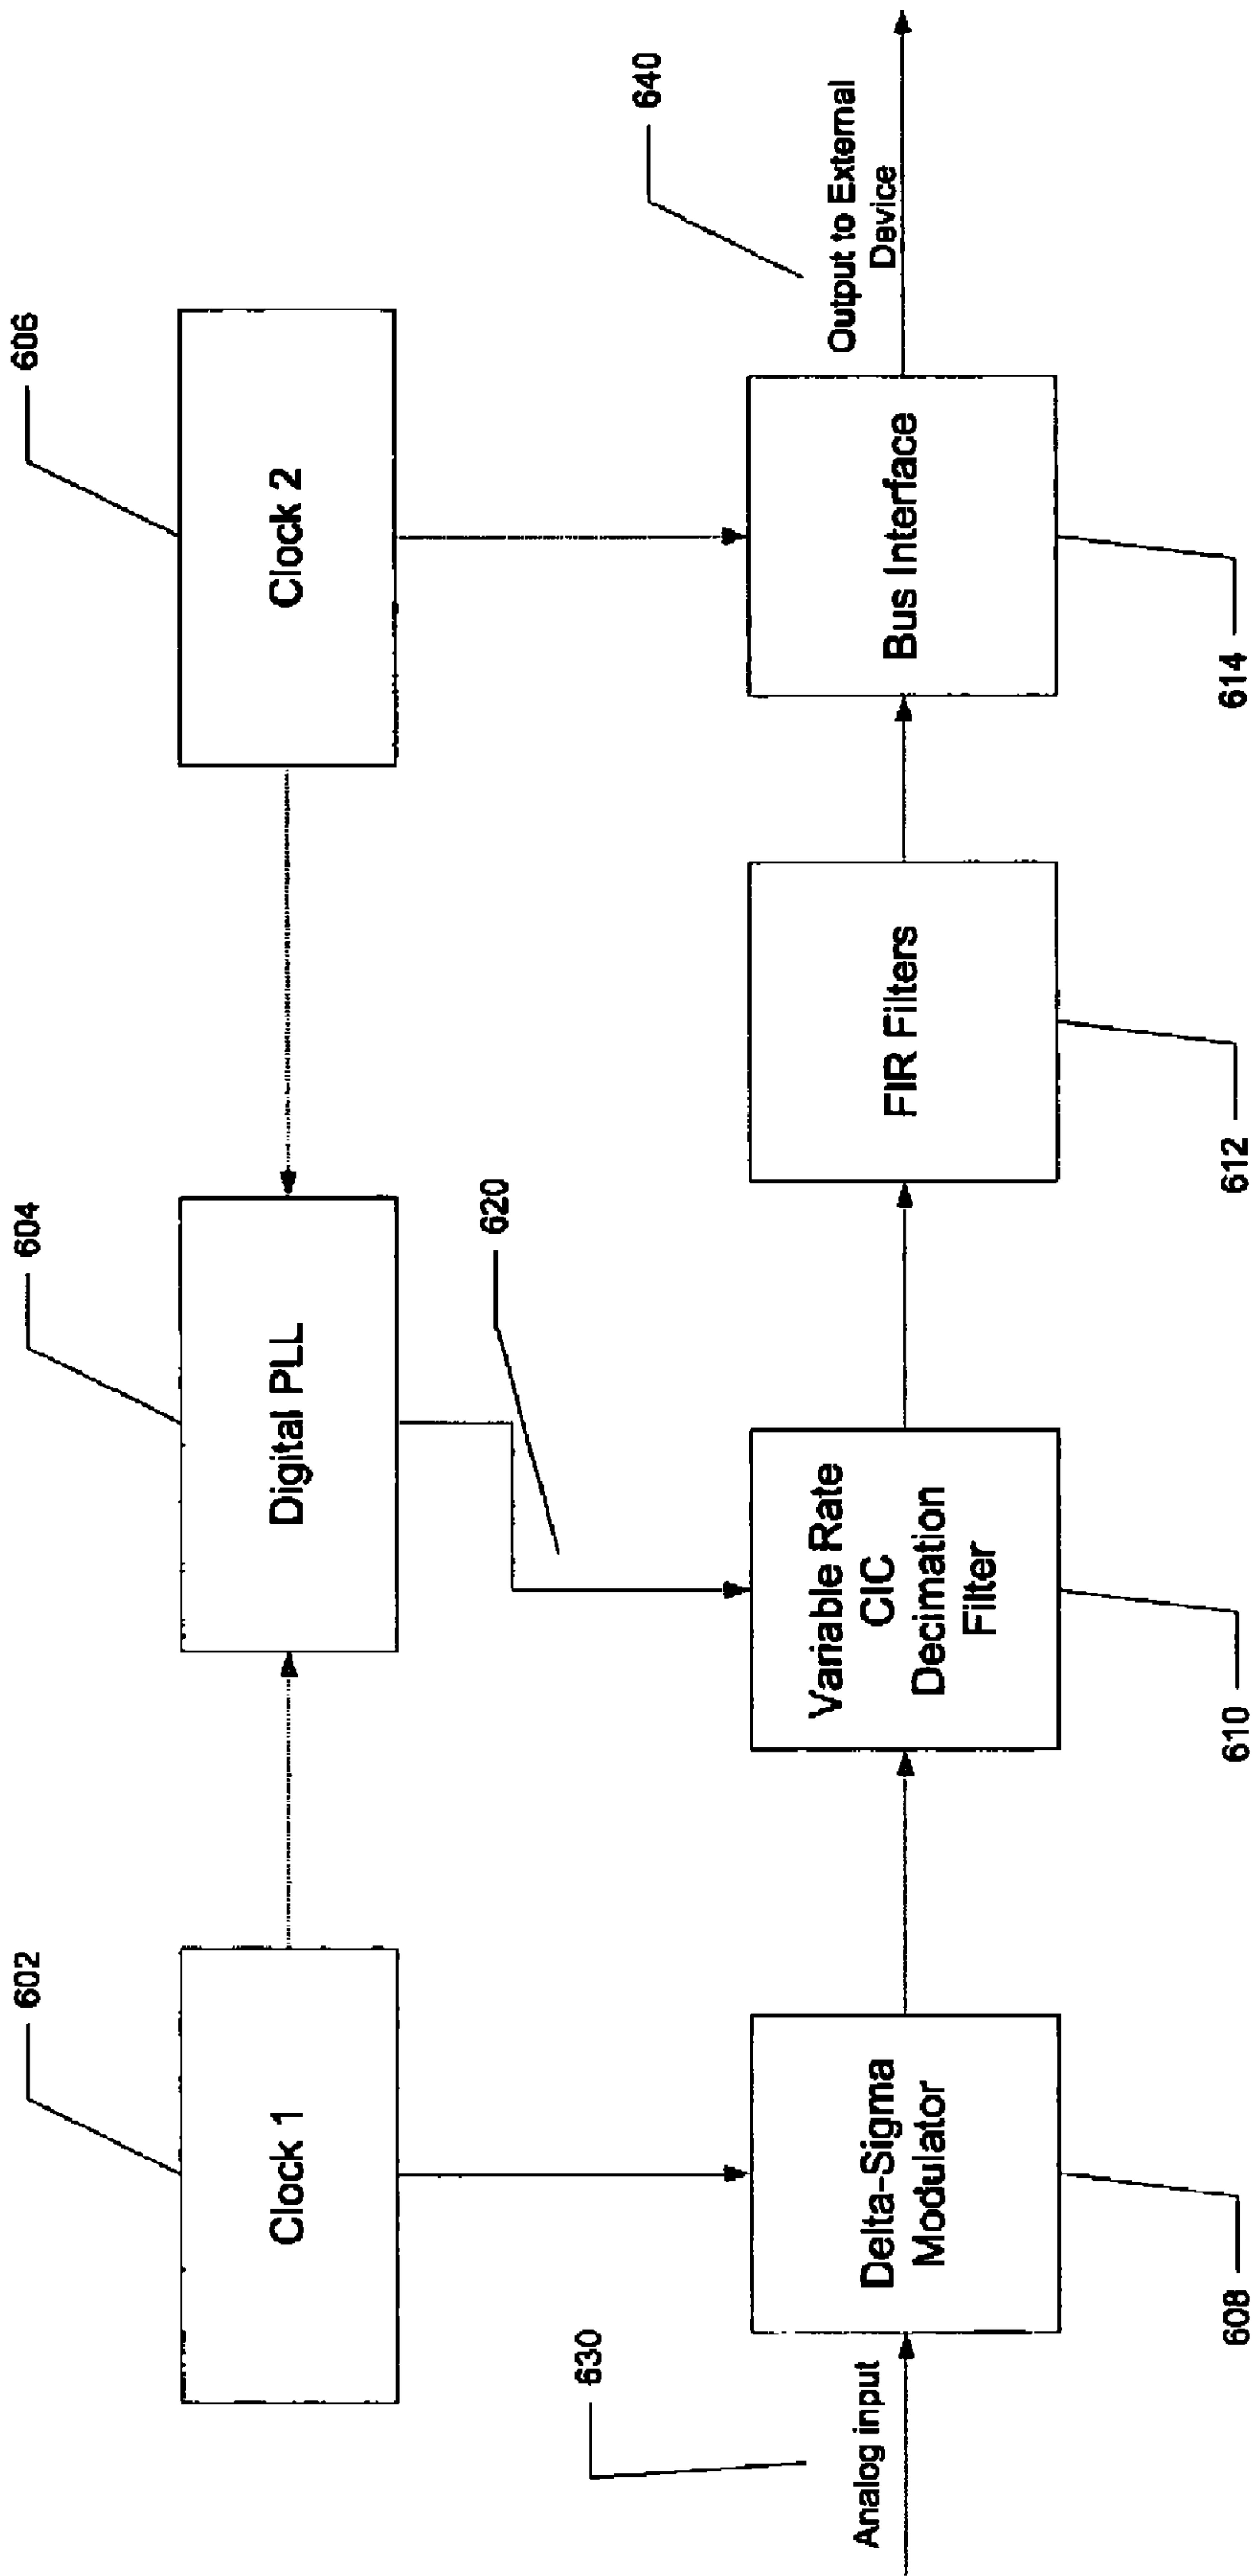 602
604
606
Clock 1
Digital PLL
Clock 2
620
640
630
Analog input
Output to External
Device
Delta-Sigma
Modulator
Variable Rate
CIC
Decimation
Filter
FIR Filters
Bus Interface
608
610
612
614